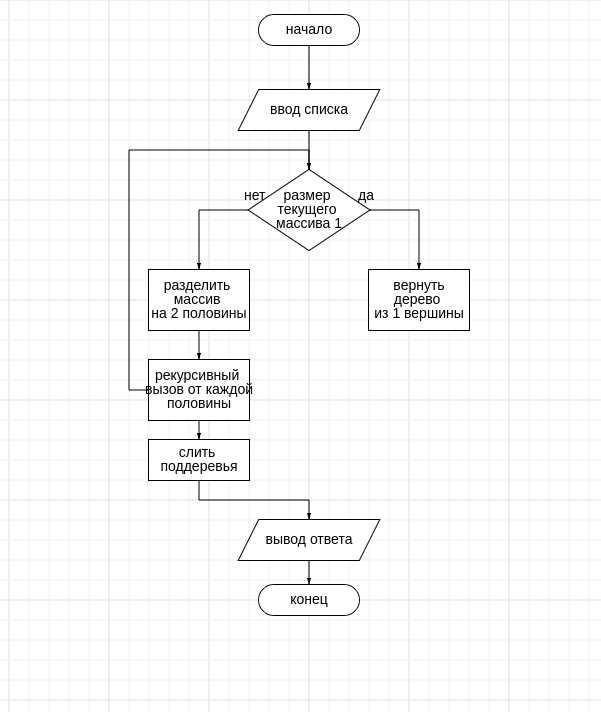 начало
ввод списка
нет
размер
текущего
массива 1
да
разделить
массив
на 2 половины
вернуть
дерево
из 1 вершины
рекурсивный
вызов от каждой
половины
слить
поддеревья
вывод ответа
конец